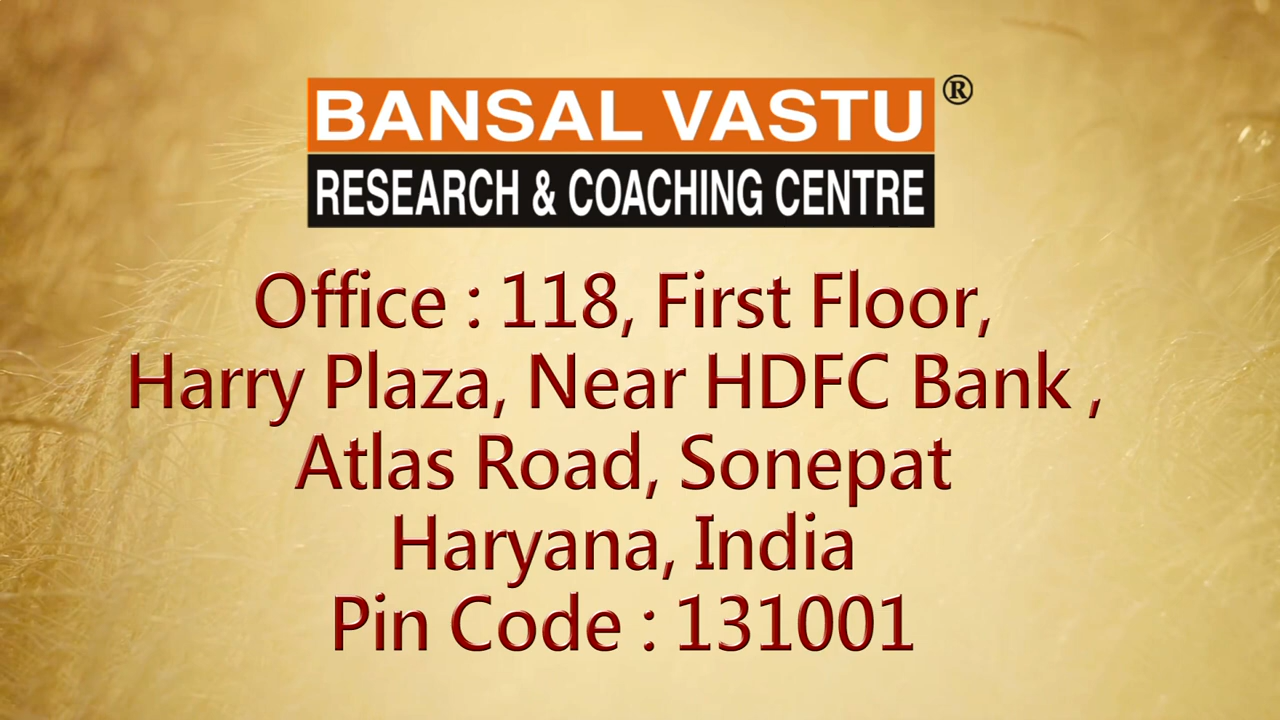 BANSAL VASTU ®
RESEARCH & COACHING CENTRE
Office : 118, First Floor,
Harry Plaza, Near HDFC Bank ,
Atlas Road, Sonepat
Haryana, India
Pin Code : 131001